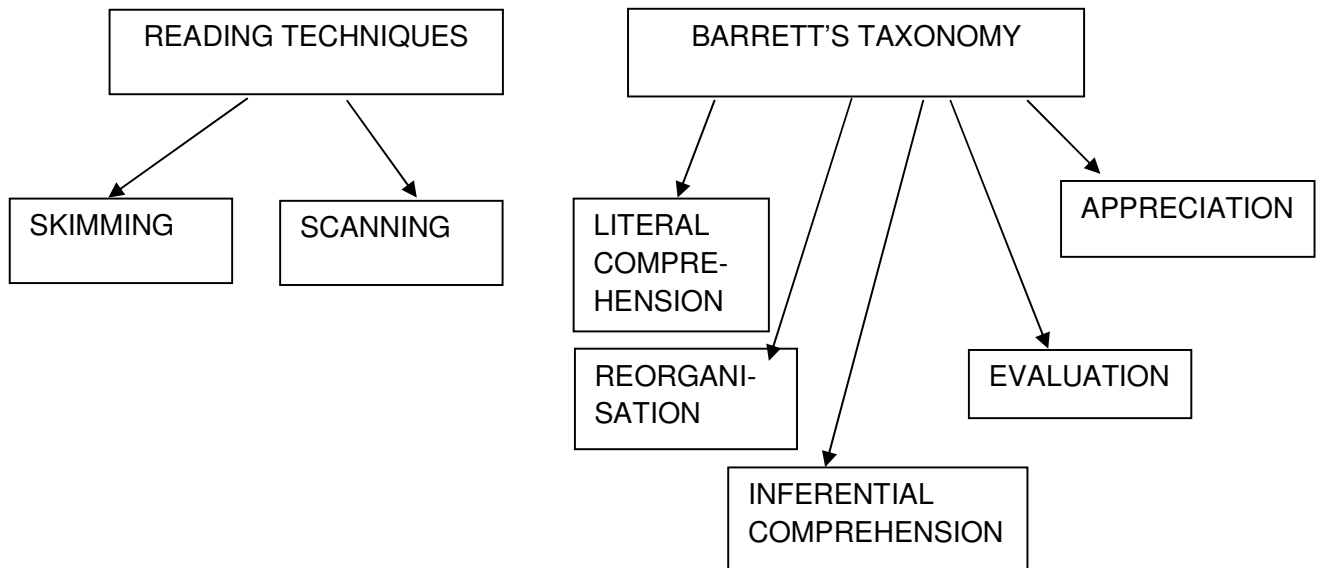 READING TECHNIQUES
BARRETT’S TAXONOMY
SKIMMING
SCANNING
LITERAL
COMPRE-
HENSION
APPRECIATION
REORGANI-
SATION
EVALUATION
INFERENTIAL
COMPREHENSION